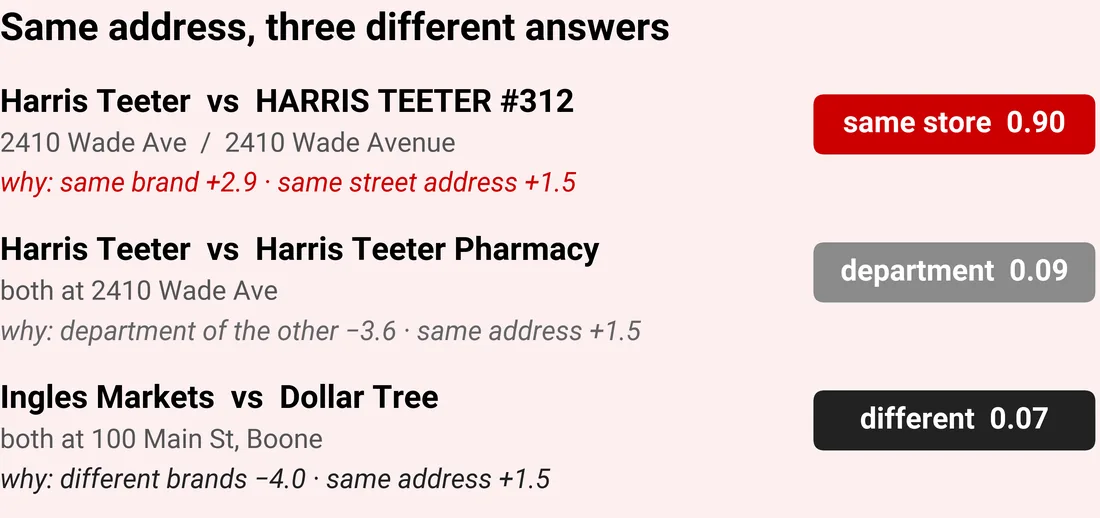 Same address, three different answers
Harris Teeter vs HARRIS TEETER #312
same store 0.90
2410 Wade Ave / 2410 Wade Avenue
why: same brand +2.9 · same street address +1.5
Harris Teeter vs Harris Teeter Pharmacy
department 0.09
both at 2410 Wade Ave
why: department of the other −3.6 · same address +1.5
Ingles Markets vs Dollar Tree
different 0.07
both at 100 Main St, Boone
why: different brands −4.0 · same address +1.5